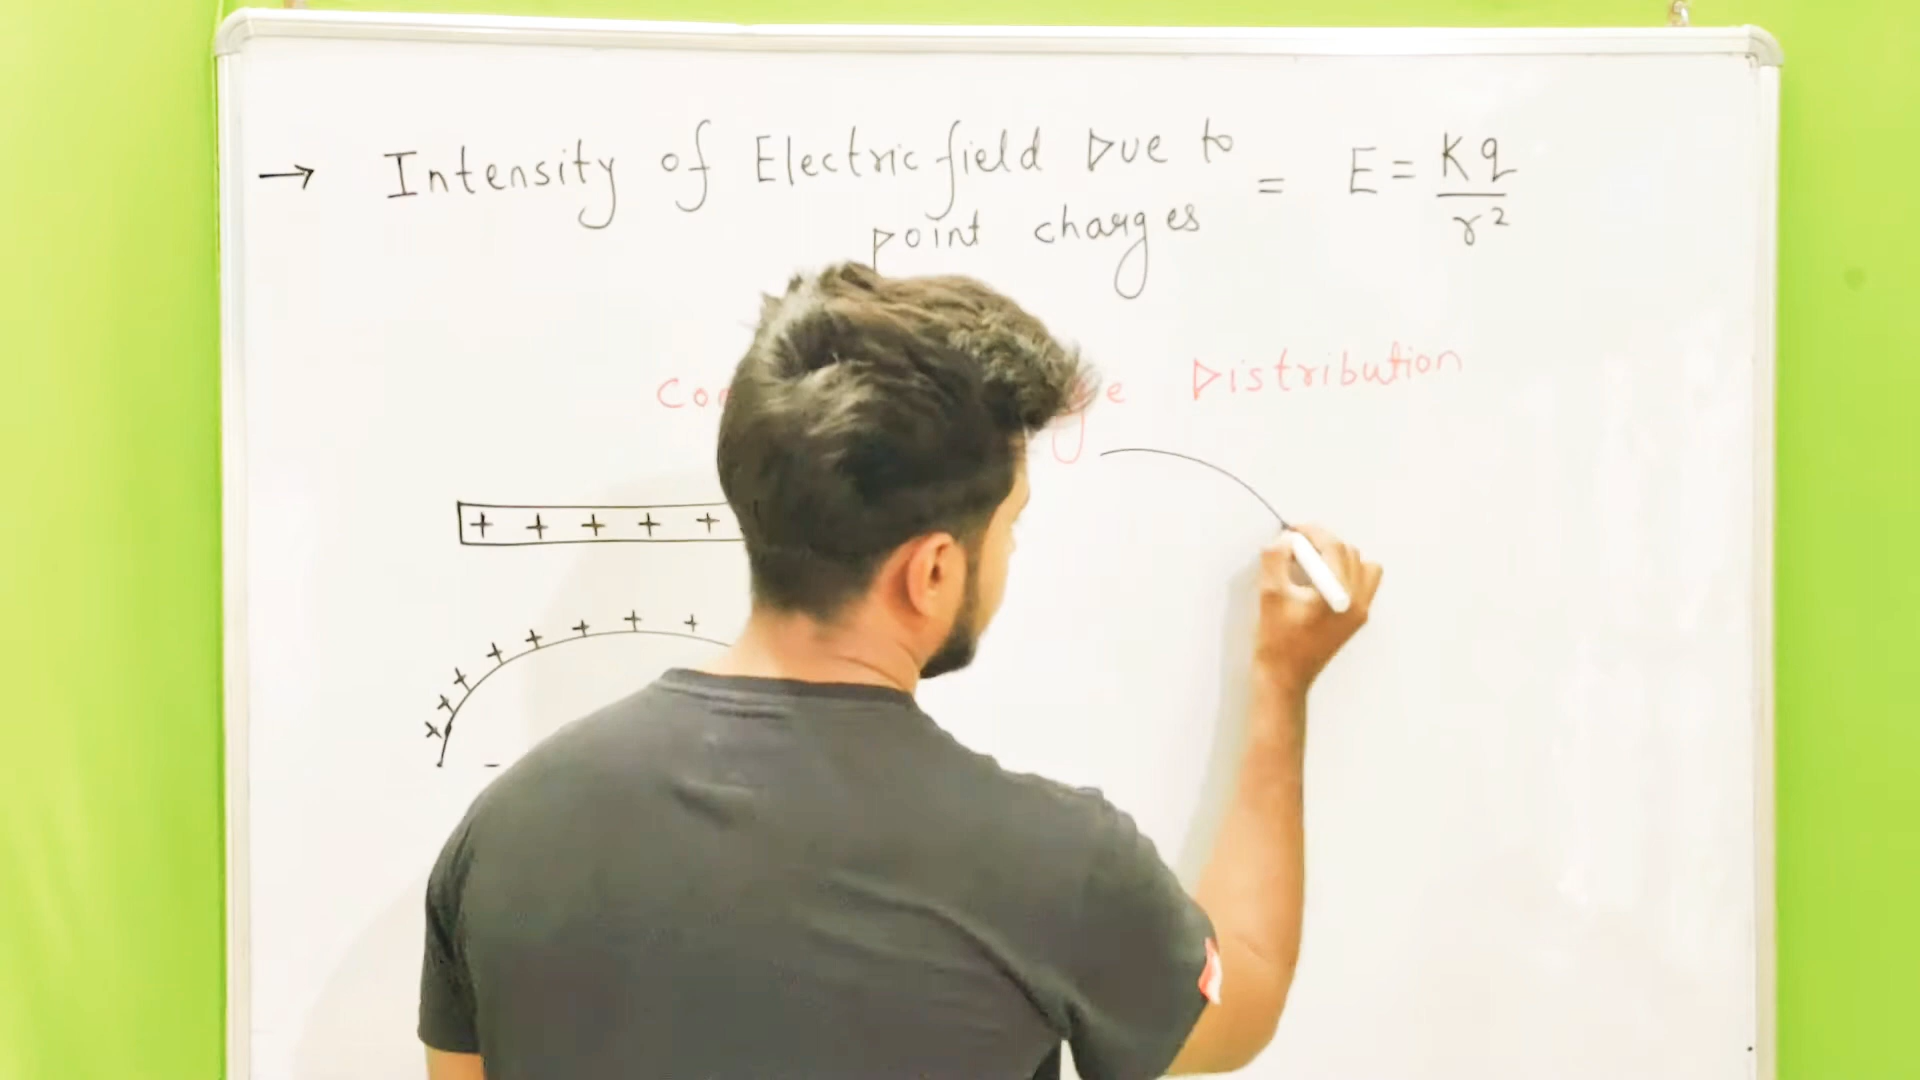 → Intensity of Electric field Due to = E = Kq/r²
point charges
Distribution
+ + + + +
+ + + + + + + + +